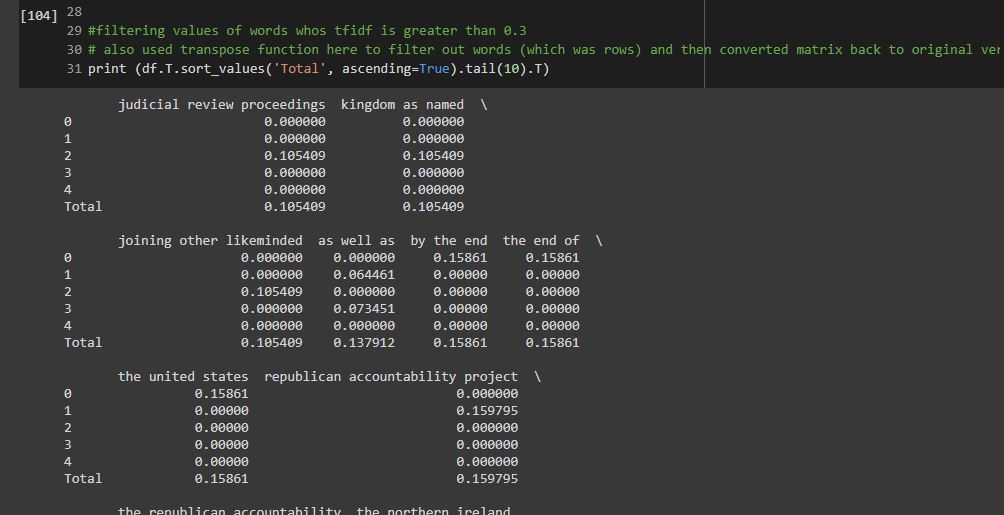 [104] 28
29 #filtering values of words whos tfidf is greater than 0.3
30 # also used transpose function here to filter out words (which was rows) and then converted matrix back to original ver
31 print (df.T.sort_values('Total', ascending=True).tail(10).T)
judicial review proceedings kingdom as named \
0 0.000000 0.000000
1 0.000000 0.000000
2 0.105409 0.105409
3 0.000000 0.000000
4 0.000000 0.000000
Total 0.105409 0.105409
joining other likeminded as well as by the end the end of \
0 0.000000 0.000000 0.15861 0.15861
1 0.000000 0.064461 0.00000 0.00000
2 0.105409 0.000000 0.00000 0.00000
3 0.000000 0.073451 0.00000 0.00000
4 0.000000 0.000000 0.00000 0.00000
Total 0.105409 0.137912 0.15861 0.15861
the united states republican accountability project \
0 0.15861 0.000000
1 0.00000 0.159795
2 0.00000 0.000000
3 0.00000 0.000000
4 0.00000 0.000000
Total 0.15861 0.159795
the republican accountability the northern ireland